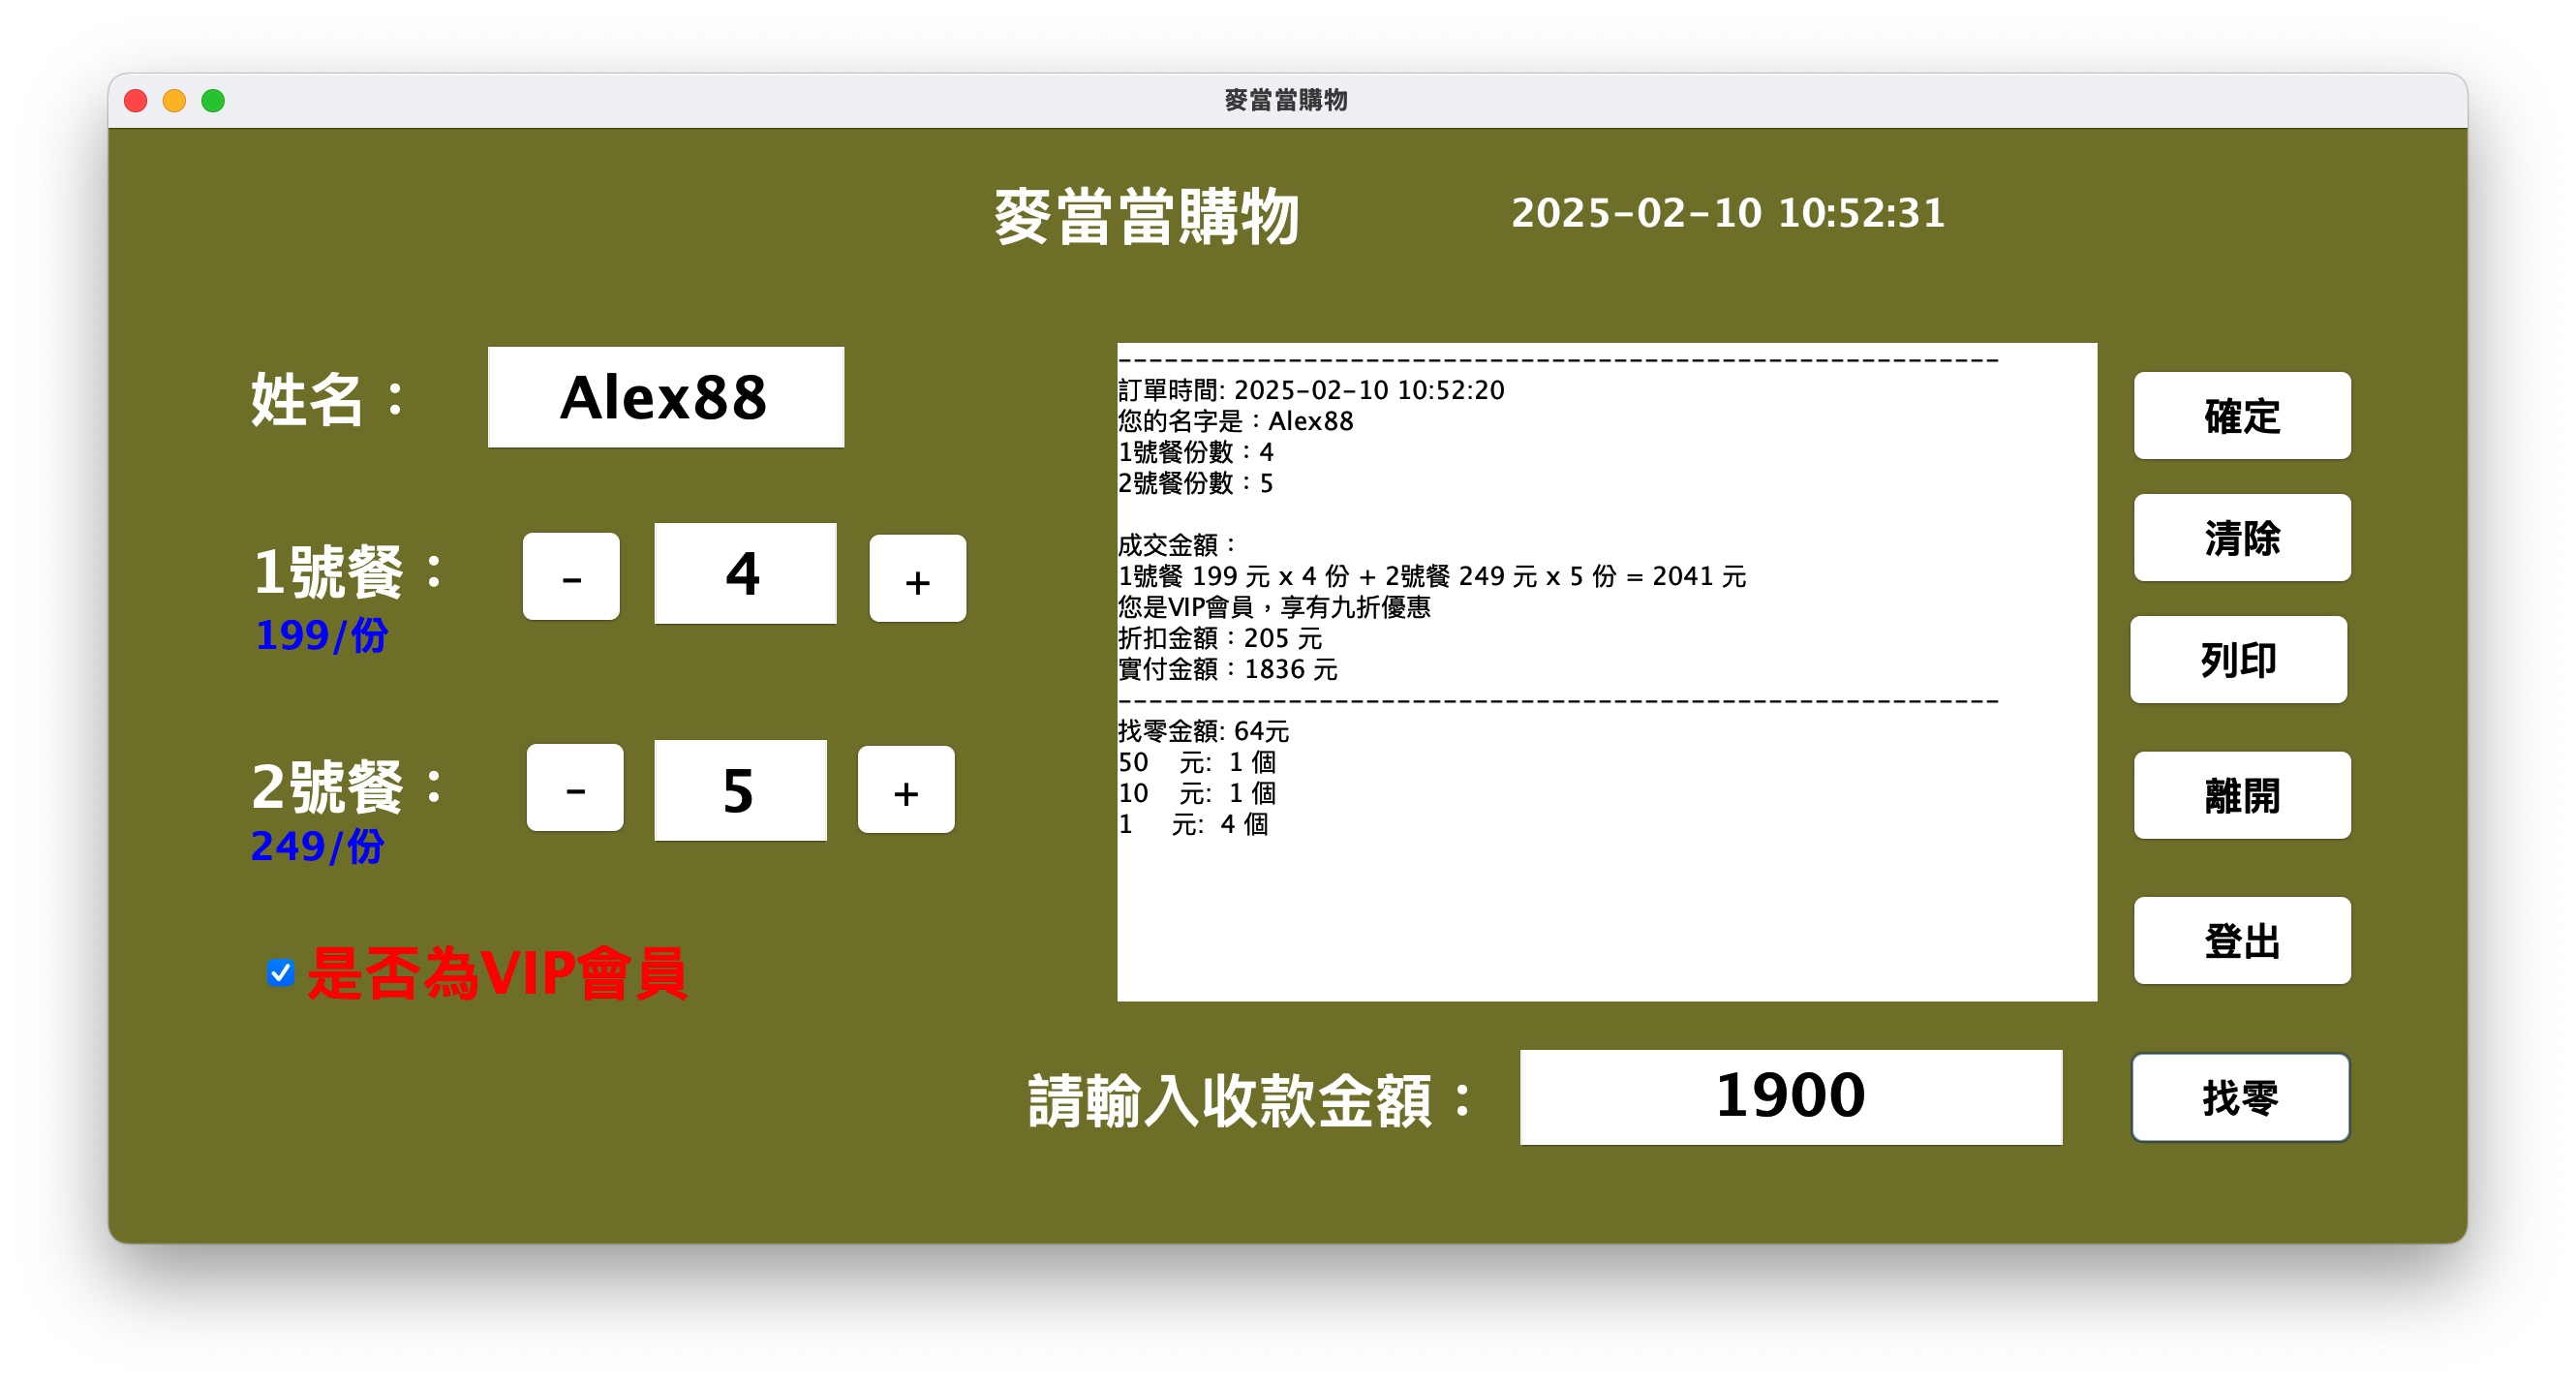 麥當當購物
麥當當購物
2025-02-10 10:52:31
姓名：
Alex88
1號餐：
199/份
-
4
+
2號餐：
249/份
-
5
+
是否為VIP會員
---------------------------------------------------------
訂單時間: 2025-02-10 10:52:20
您的名字是：Alex88
1號餐份數：4
2號餐份數：5
成交金額：
1號餐 199 元 x 4 份 + 2號餐 249 元 x 5 份 = 2041 元
您是VIP會員，享有九折優惠
折扣金額：205 元
實付金額：1836 元
---------------------------------------------------------
找零金額: 64元
50 元: 1 個
10 元: 1 個
1 元: 4 個
確定
清除
列印
離開
登出
請輸入收款金額：
1900
找零